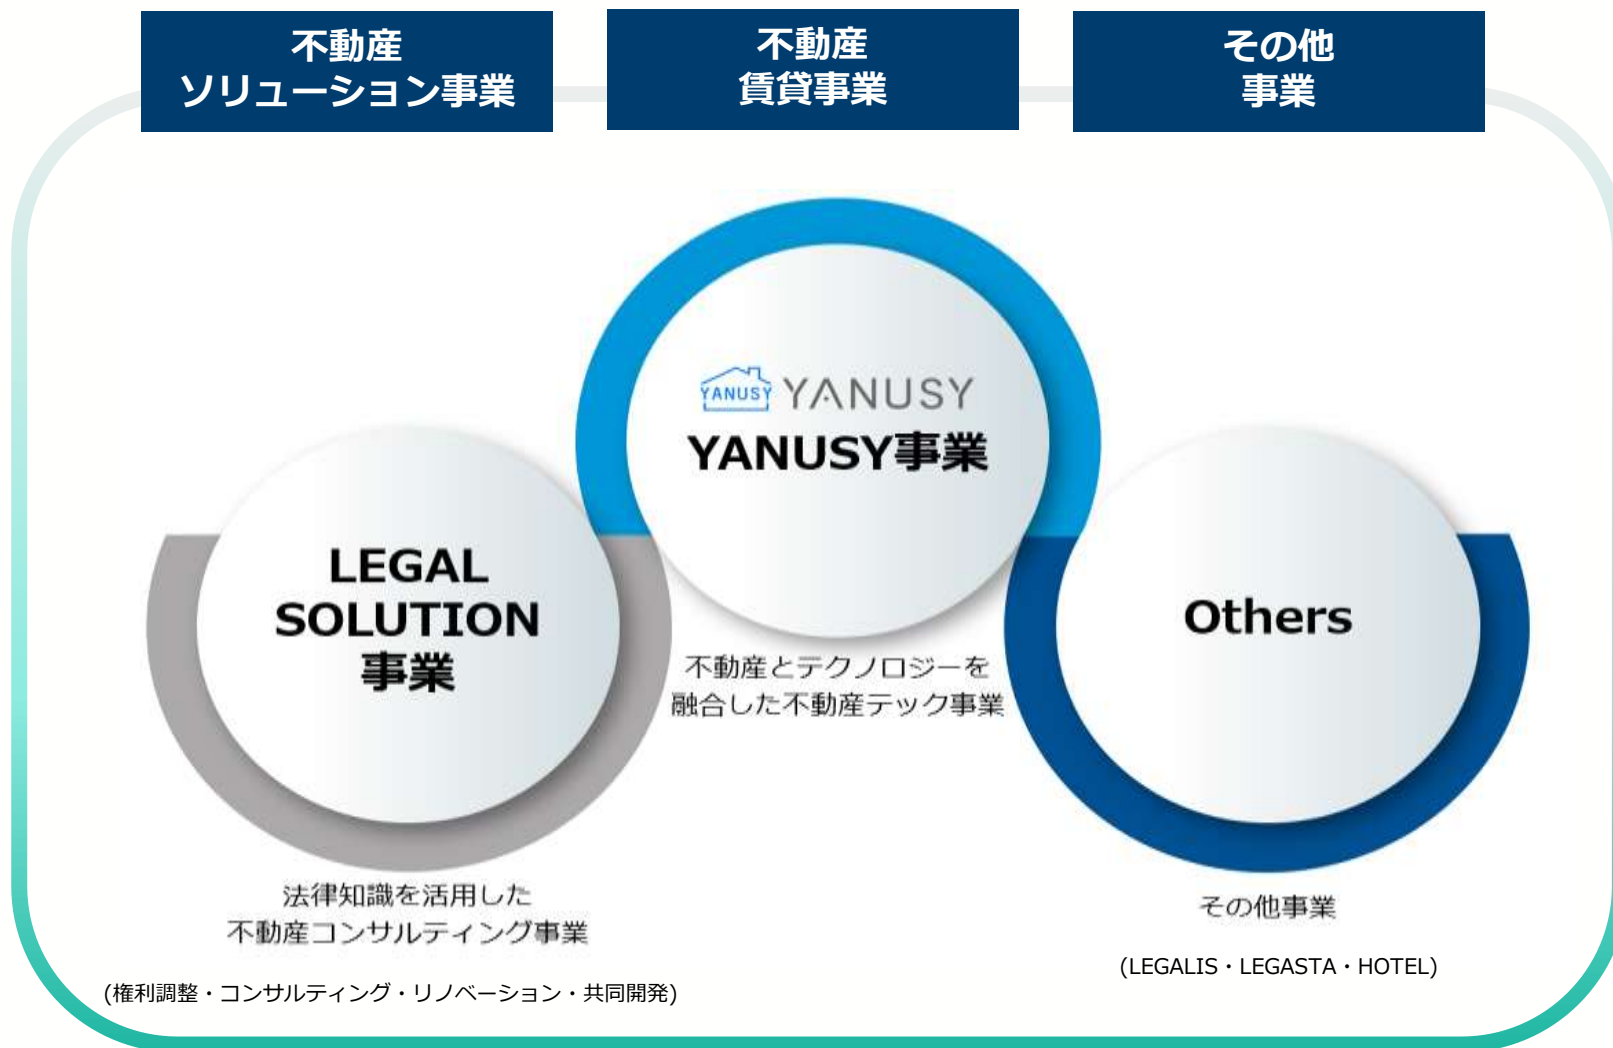 不動産
ソリューション事業
不動産
賃貸事業
その他
事業
YANUSY
YANUSY
YANUSY事業
不動産とテクノロジーを
融合した不動産テック事業
LEGAL
SOLUTION
事業
法律知識を活用した
不動産コンサルティング事業
(権利調整・コンサルティング・リノベーション・共同開発)
Others
その他事業
(LEGALIS・LEGASTA・HOTEL)